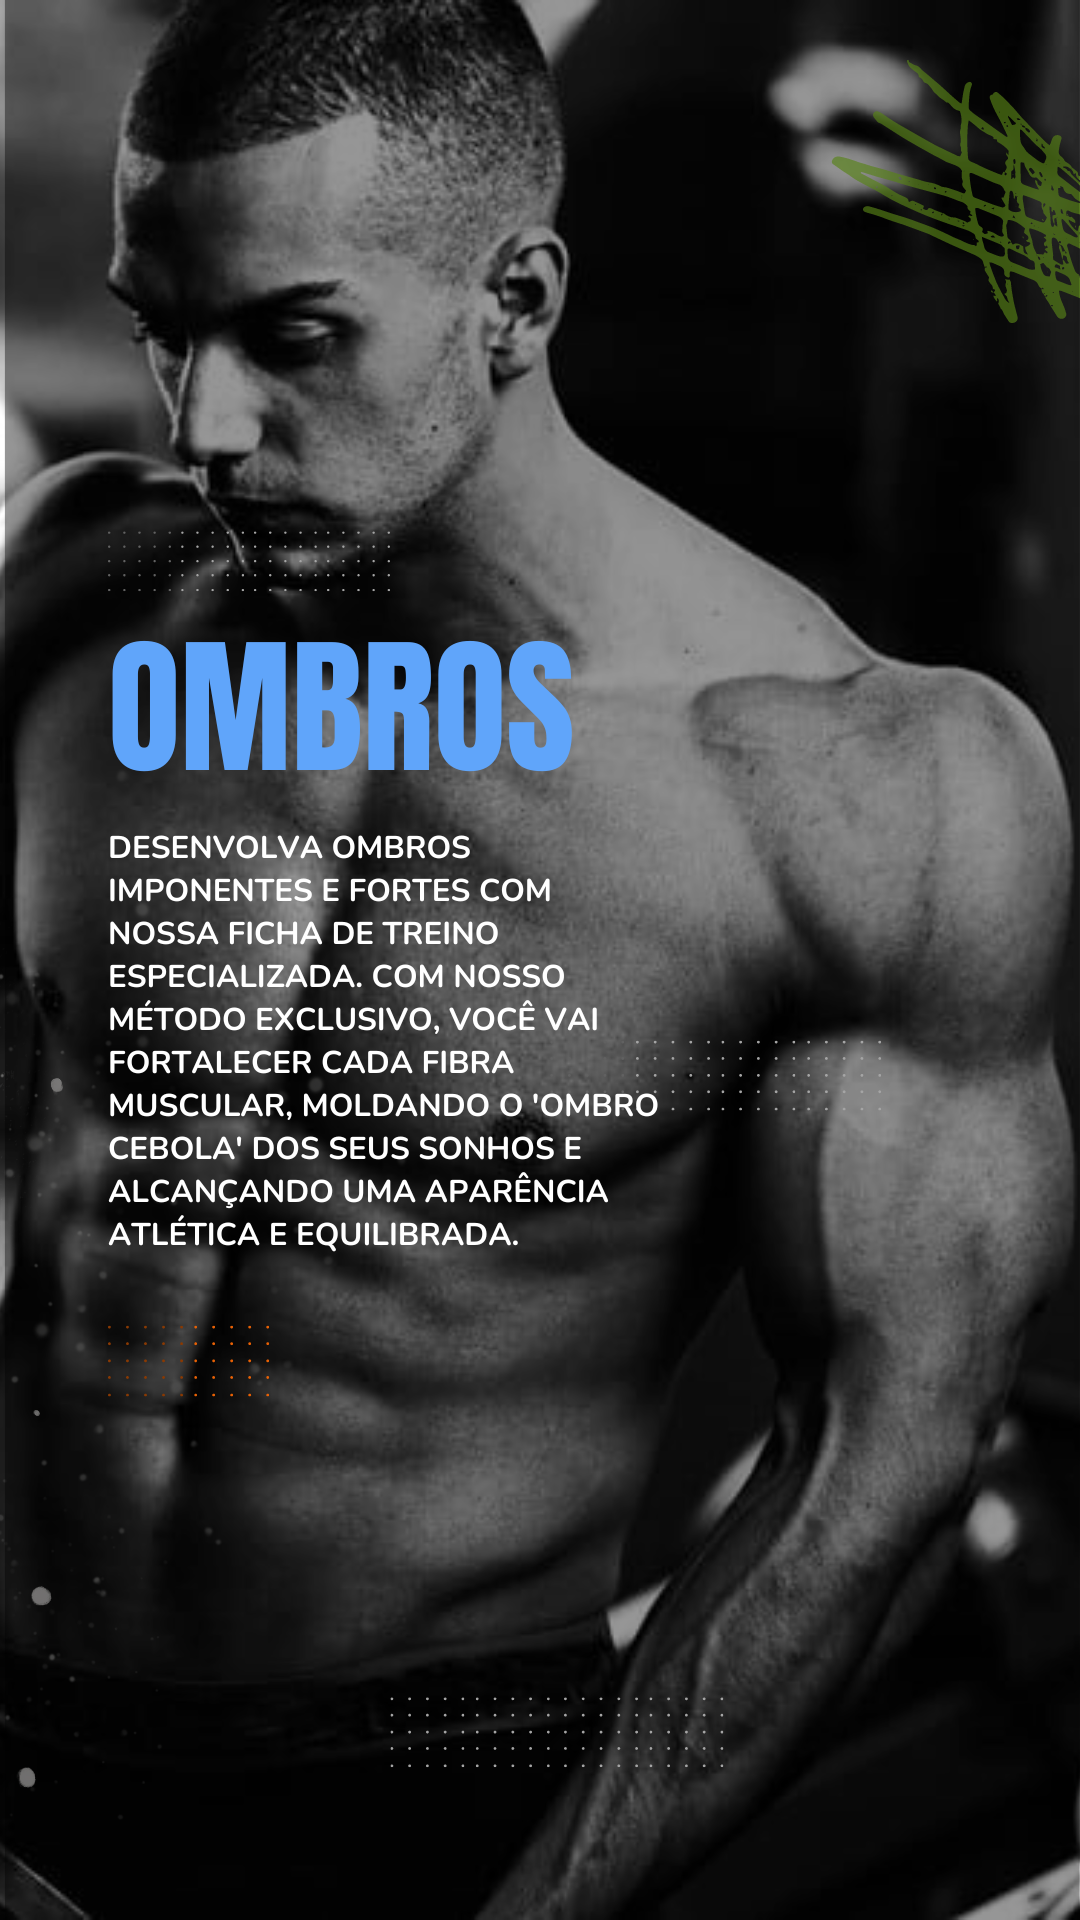 OMBROS
DESENVOLVA OMBROS
IMPONENTES E FORTES COM
NOSSA FICHA DE TREINO
ESPECIALIZADA. COM NOSSO
MÉTODO EXCLUSIVO, VOCÊ VAI
FORTALECER CADA FIBRA
MUSCULAR, MOLDANDO O 'OMBRO
CEBOLA' DOS SEUS SONHOS E
ALCANÇANDO UMA APARÊNCIA
ATLÉTICA E EQUILIBRADA.